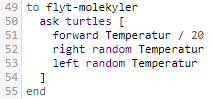 49 to flyt-molekyler
50 ask turtles [
51 forward Temperatur / 20
52 right random Temperatur
53 left random Temperatur
54 ]
55 end